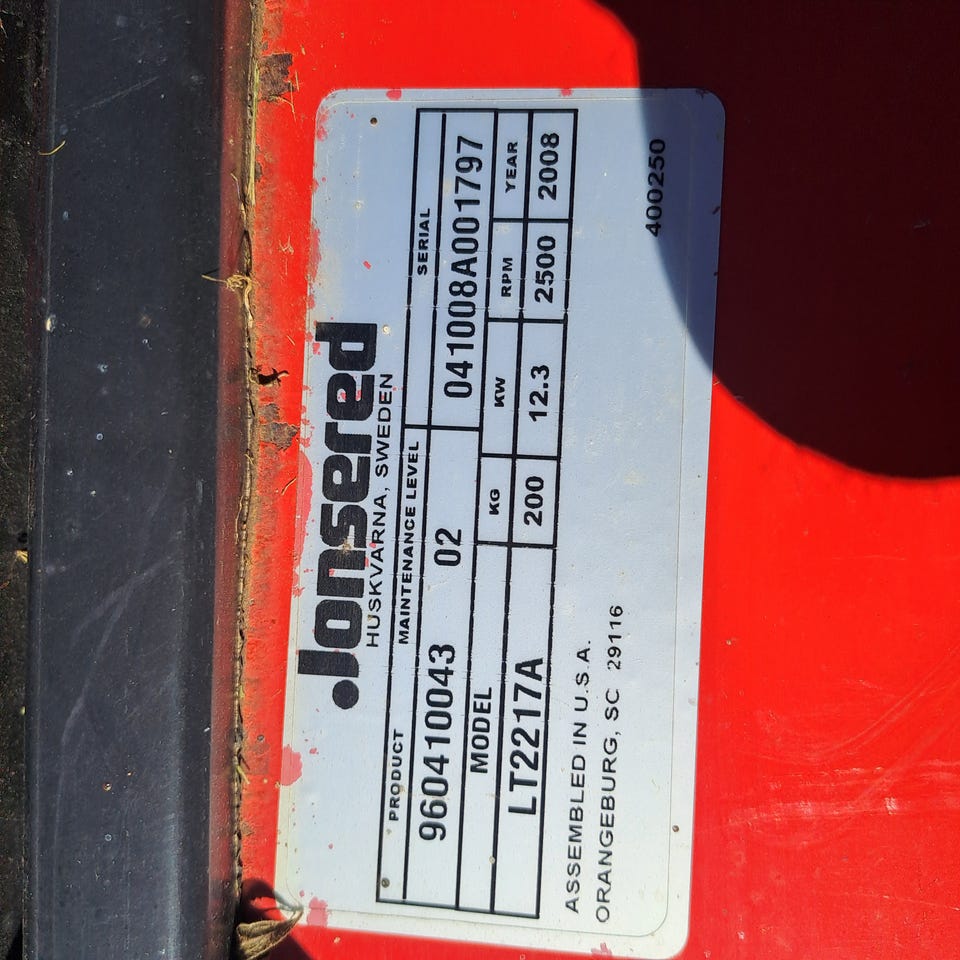 Jonsered
HUSKVARNA, SWEDEN
PRODUCT MAINTENANCE LEVEL SERIAL
960410043 02 041008A001797
MODEL KG KW RPM YEAR
LT2217A 200 12.3 2500 2008
ASSEMBLED IN U.S.A.
ORANGEBURG, SC 29116
400250